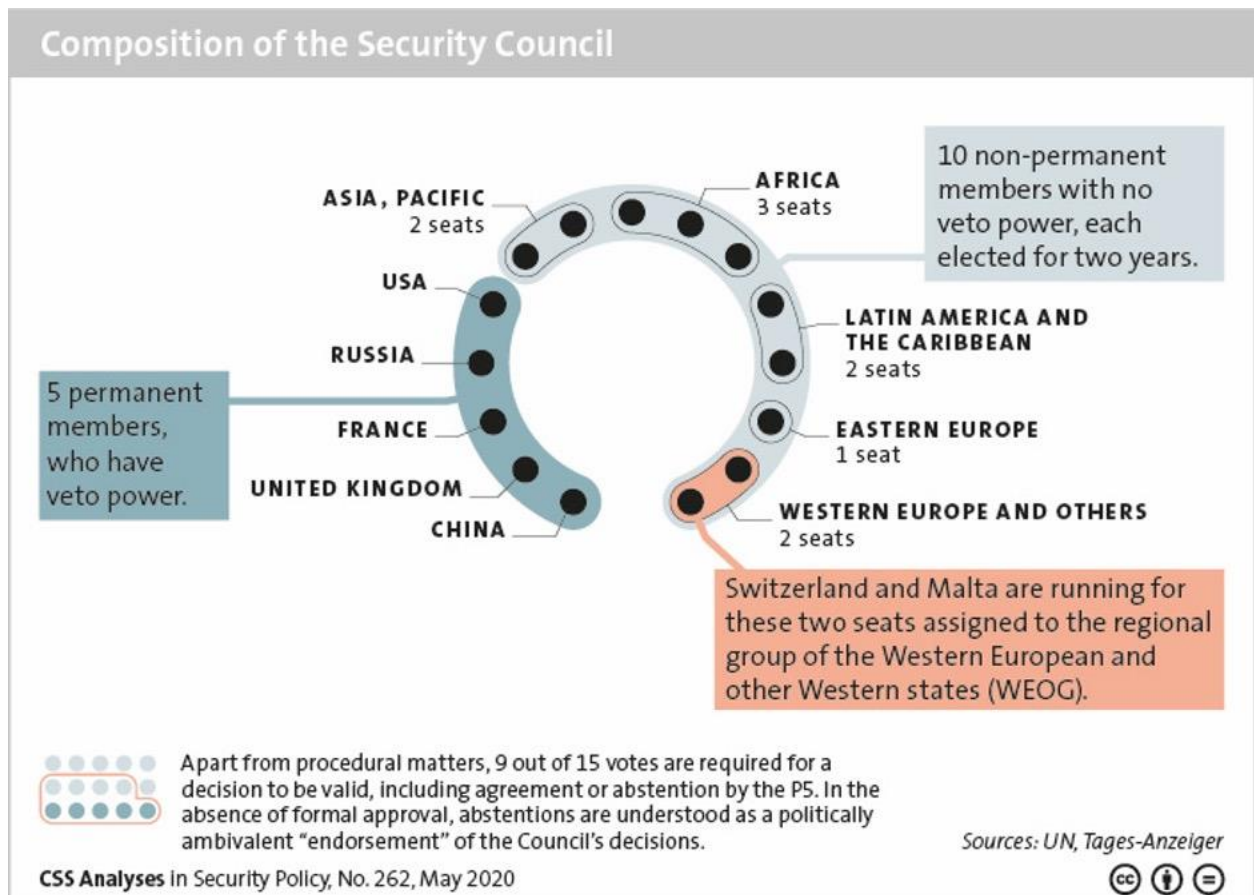 Composition of the Security Council
10 non-permanent
members with no
veto power, each
elected for two years.
ASIA, PACIFIC
2 seats
AFRICA
3 seats
USA
LATIN AMERICA AND
THE CARIBBEAN
2 seats
RUSSIA
5 permanent
members,
who have
veto power.
FRANCE
EASTERN EUROPE
1 seat
UNITED KINGDOM
CHINA
WESTERN EUROPE AND OTHERS
2 seats
Switzerland and Malta are running for
these two seats assigned to the regional
group of the Western European and
other Western states (WEOG).
Apart from procedural matters, 9 out of 15 votes are required for a
decision to be valid, including agreement or abstention by the P5. In the
absence of formal approval, abstentions are understood as a politically
ambivalent “endorsement” of the Council’s decisions.
Sources: UN, Tages-Anzeiger
CSS Analyses in Security Policy, No. 262, May 2020
cc